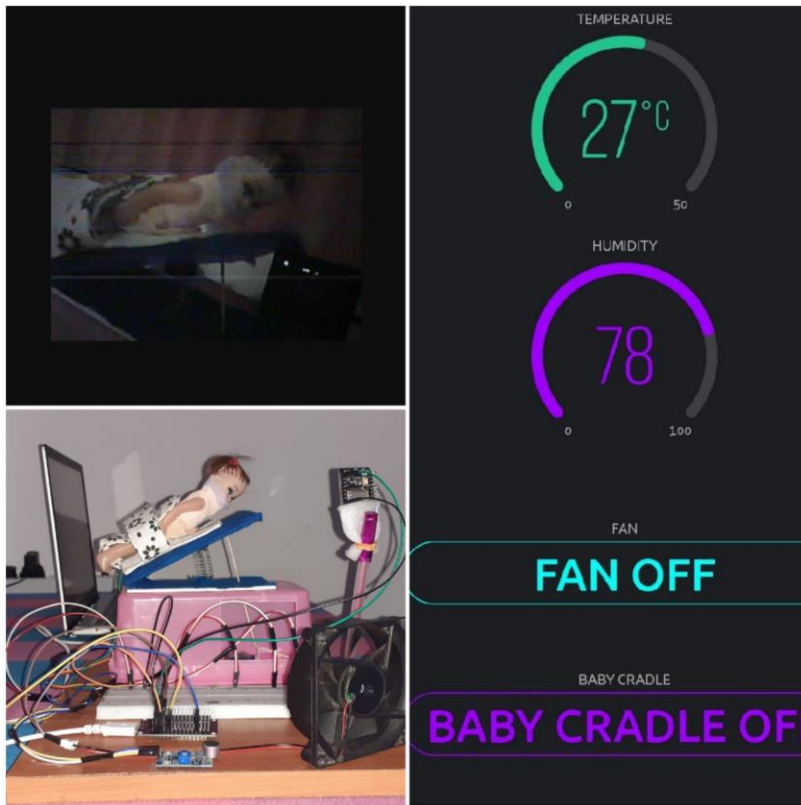 TEMPERATURE
27°C
0 50
HUMIDITY
78
0 100
FAN
FAN OFF
BABY CRADLE
BABY CRADLE OF